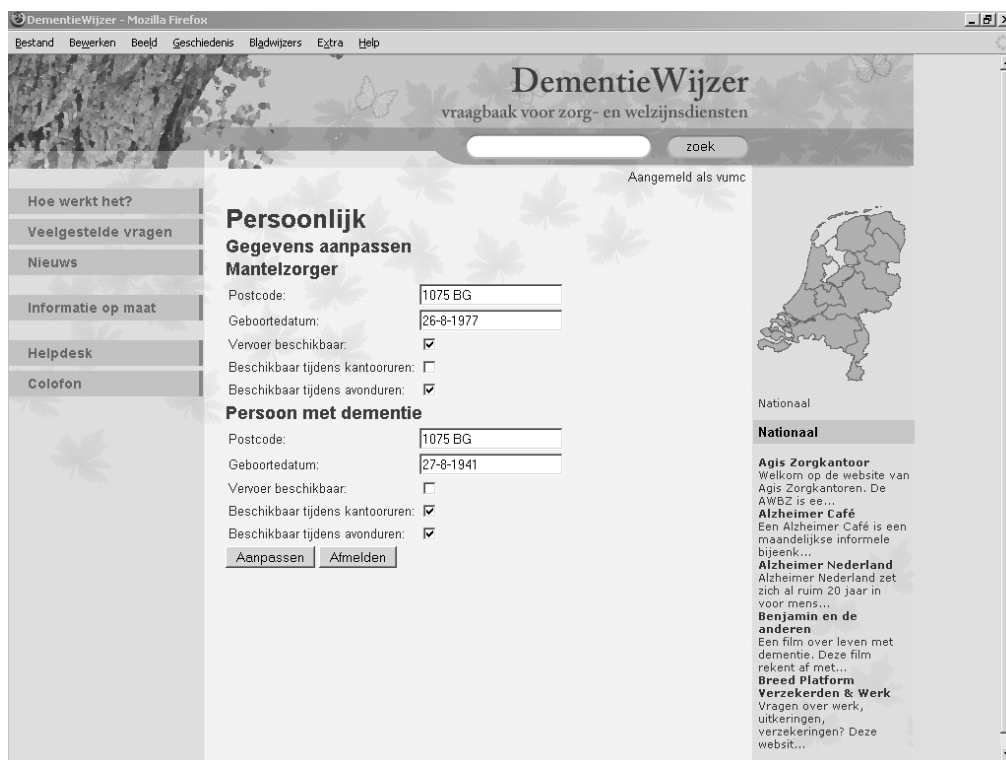 DementieWijzer - Mozilla Firefox
Bestand Bewerken Beeld Geschiedenis Bladwijzers Extra Help
DementieWijzer
vraagbaak voor zorg- en welzijnsdiensten
zoek
Aangemeld als vumc
Hoe werkt het?
Veelgestelde vragen
Nieuws
Informatie op maat
Helpdesk
Colofon
Persoonlijk
Gegevens aanpassen
Mantelzorger
Postcode: 1075 BG
Geboortedatum: 26-8-1977
Vervoer beschikbaar:
Beschikbaar tijdens kantooruren:
Beschikbaar tijdens avonduren:
Persoon met dementie
Postcode: 1075 BG
Geboortedatum: 27-8-1941
Vervoer beschikbaar:
Beschikbaar tijdens kantooruren:
Beschikbaar tijdens avonduren:
Aanpassen Afmelden
Nationaal
Nationaal
Agis Zorgkantoor
Welkom op de website van
Agis Zorgkantoren. De
AWBZ is ee...
Alzheimer Café
Een Alzheimer Café is een
maandelijkse informele
bijeenk...
Alzheimer Nederland
Alzheimer Nederland zet
zich al ruim 20 jaar in
voor mens...
Benjamin en de
anderen
Een film over leven met
dementie. Deze film
rekent af met...
Breed Platform
Verzekerden & Werk
Vragen over werk,
uitkeringen,
verzekeringen? Deze
websit...